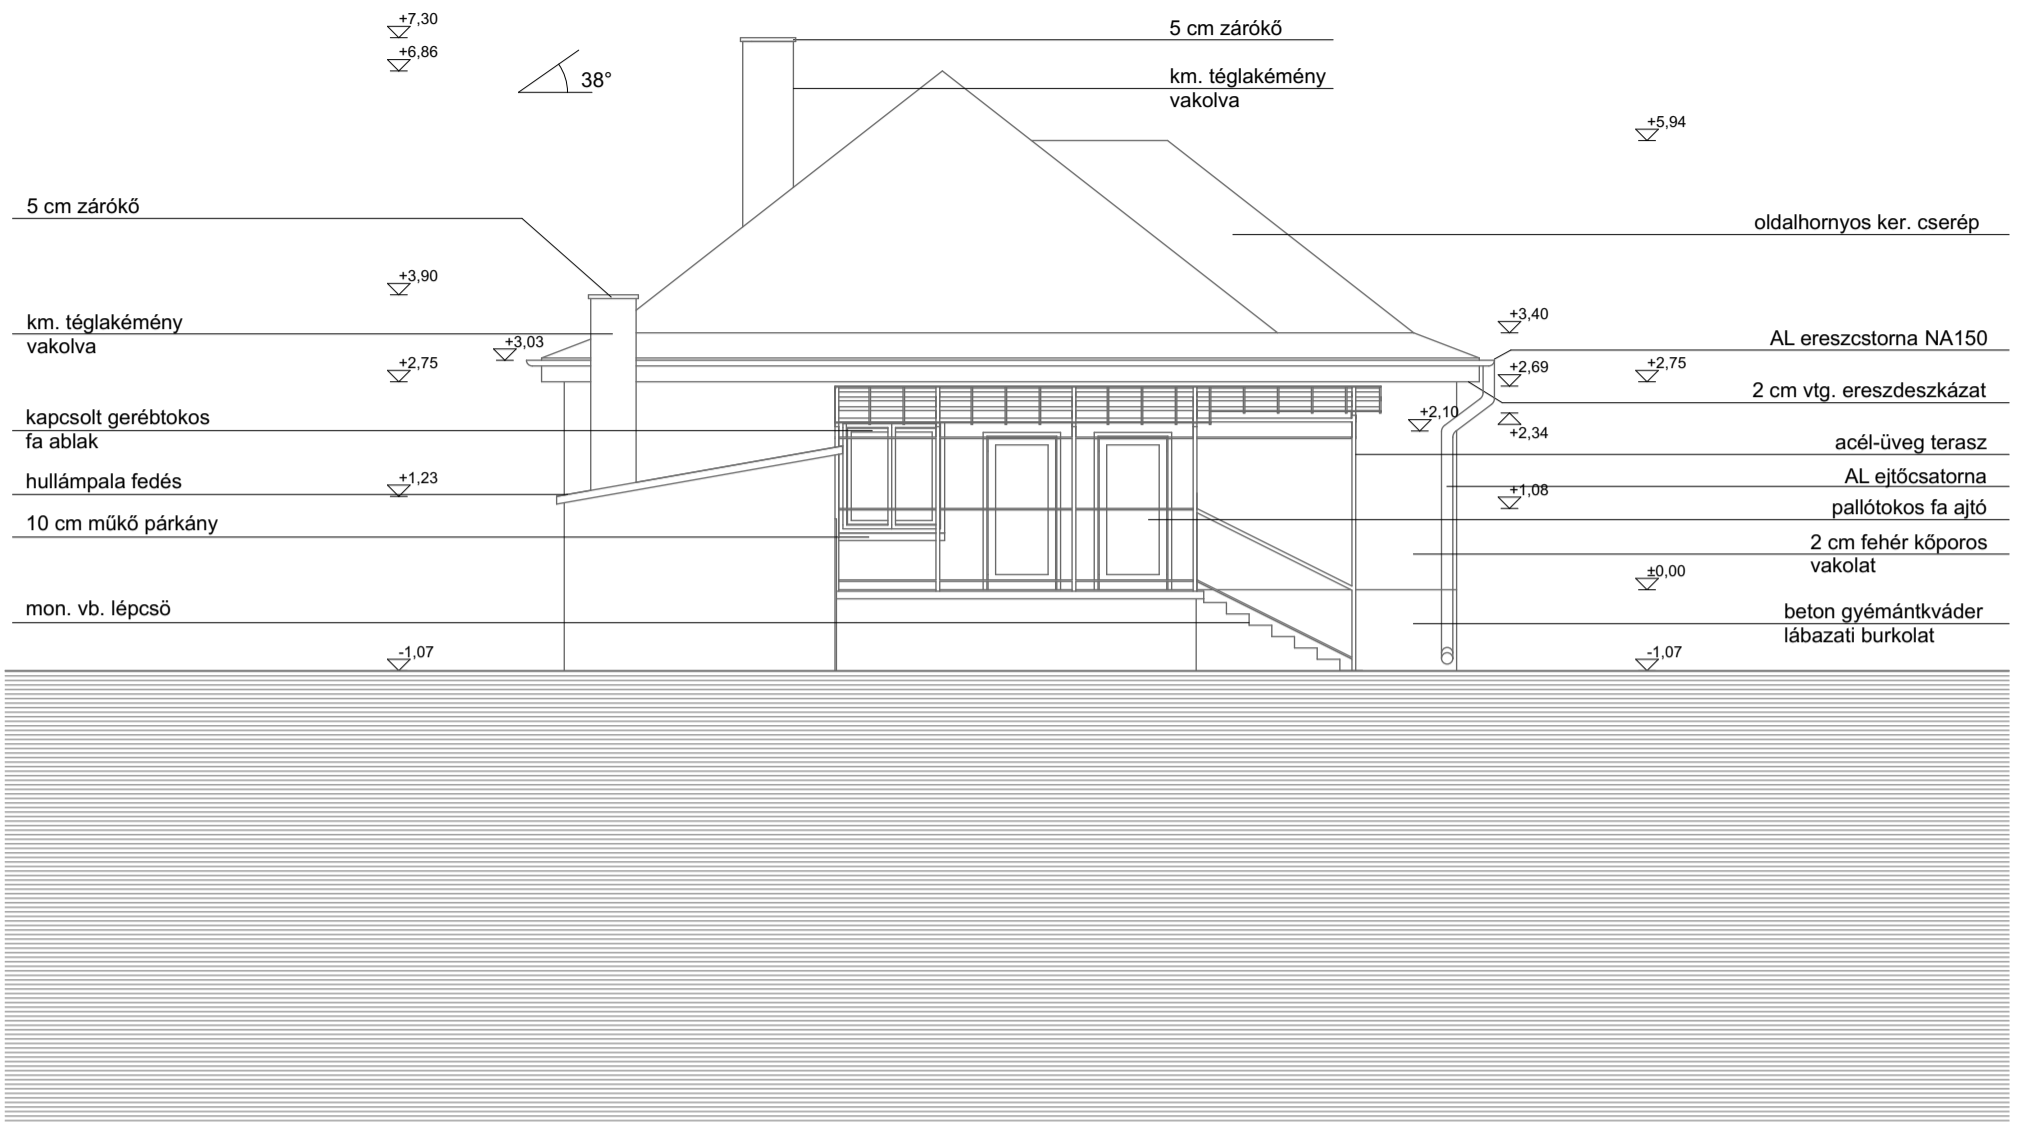 +7,30
+6,86
38°
5 cm zárókő
km. téglakémény
vakolva
+5,94
5 cm zárókő
oldalhornyos ker. cserép
+3,90
km. téglakémény
vakolva
+3,03
+2,75
+3,40
AL ereszcstorna NA150
+2,69
+2,75
2 cm vtg. ereszdeszkázat
kapcsolt gerébtokos
fa ablak
+2,10
+2,34
acél-üveg terasz
hullámpala fedés
+1,23
AL ejtőcsatorna
+1,08
pallótokos fa ajtó
10 cm műkő párkány
2 cm fehér kőporos
vakolat
±0,00
mon. vb. lépcsö
beton gyémántkváder
lábazati burkolat
-1,07
-1,07